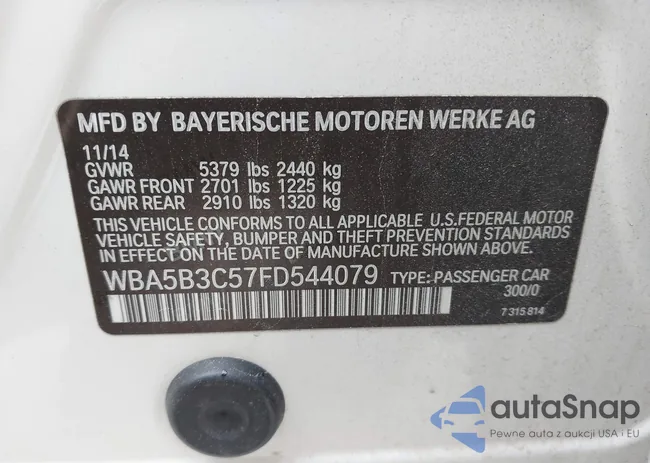 MFD BY BAYERISCHE MOTOREN WERKE AG
11/14
GVWR 5379 lbs 2440 kg
GAWR FRONT 2701 lbs 1225 kg
GAWR REAR 2910 lbs 1320 kg
THIS VEHICLE CONFORMS TO ALL APPLICABLE U.S.FEDERAL MOTOR
VEHICLE SAFETY, BUMPER AND THEFT PREVENTION STANDARDS
IN EFFECT ON THE DATE OF MANUFACTURE SHOWN ABOVE.
WBA5B3C57FD544079 TYPE: PASSENGER CAR
300/0
7 315 814
autoSnap
Pewne auta z aukcji USA i EU